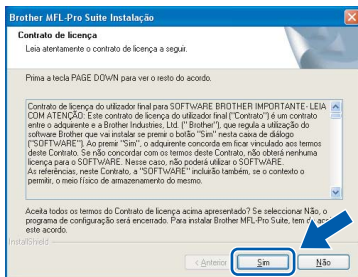 Brother MFL-Pro Suite Instalação
Contrato de licença
Leia atentamente o contrato de licença a seguir.
Prima a tecla PAGE DOWN para ver o resto do acordo.
Contrato de licença do utilizador final para SOFTWARE BROTHER IMPORTANTE- LEIA
COM ATENÇÃO: Este contrato de licença do utilizador final ("Contrato") é um contrato
entre o adquirente e a Brother Industries, Ltd. ("Brother"), que regula a utilização do
software Brother que vai instalar se premir o botão "Sim" nesta caixa de diálogo
("SOFTWARE"). Ao premir "Sim", o adquirente concorda em ficar vinculado aos termos
deste Contrato. Se não concordar com os termos deste Contrato, não obterá nenhuma
licença para o SOFTWARE. Nesse caso, não poderá utilizar o SOFTWARE.
As referências, neste Contrato, a "SOFTWARE" incluirão também, se o contexto o
permitir, o meio físico de armazenamento do mesmo.
Aceita todos os termos do Contrato de licença acima apresentado? Se seleccionar Não, o
programa de configuração será encerrado. Para instalar Brother MFL-Pro Suite, tem de
este acordo.
InstallShield
< Anterior
Sim
Não